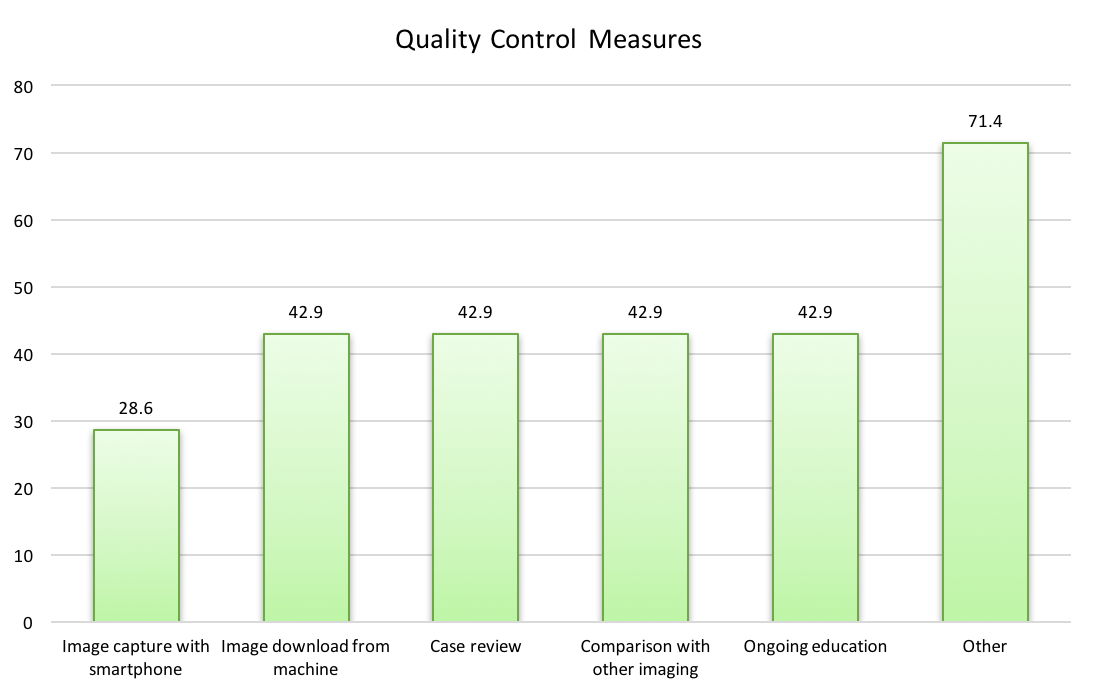 Quality Control Measures
80
70
60
50
40
30
20
10
0
28.6
42.9
42.9
42.9
42.9
71.4
Image capture with
smartphone
Image download from
machine
Case review
Comparison with
other imaging
Ongoing education
Other